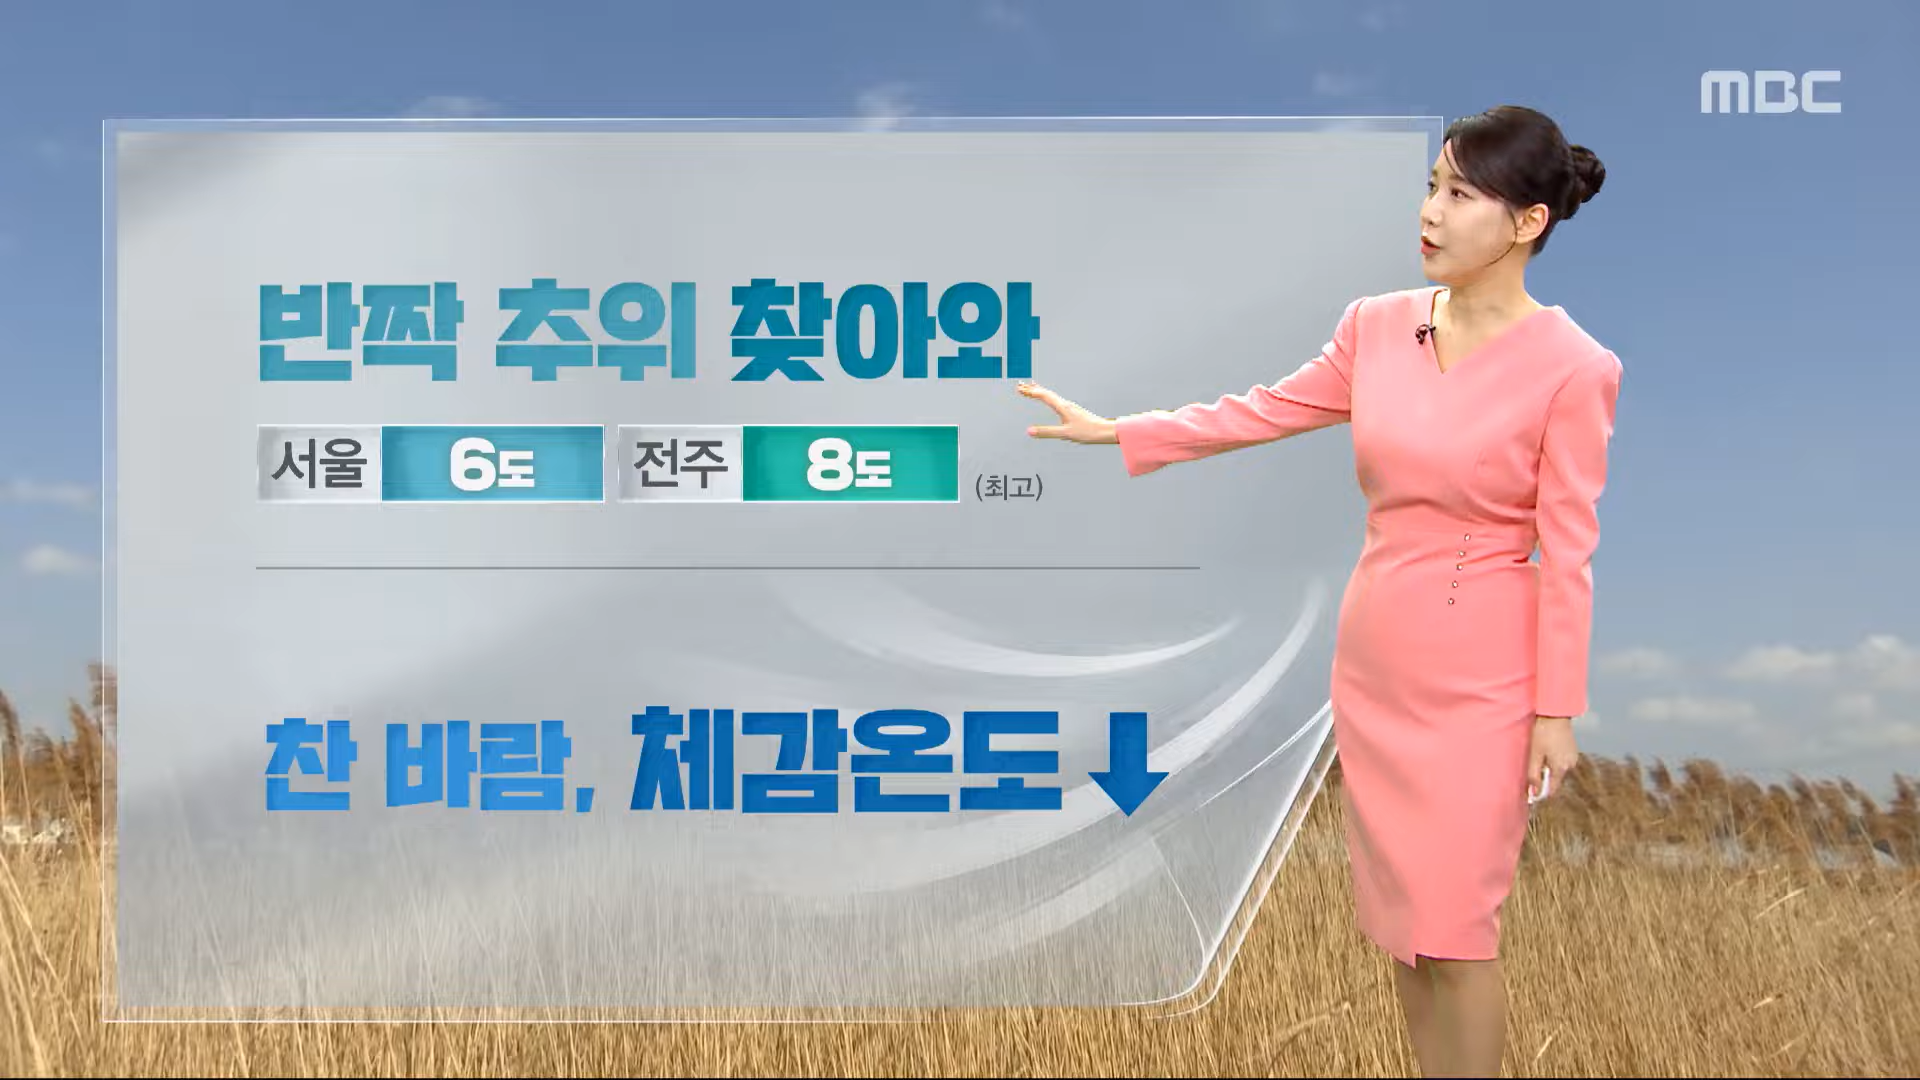 MBC
반짝 추위 찾아와
서울 6도 전주 8도 (최고)
찬 바람, 체감온도↓